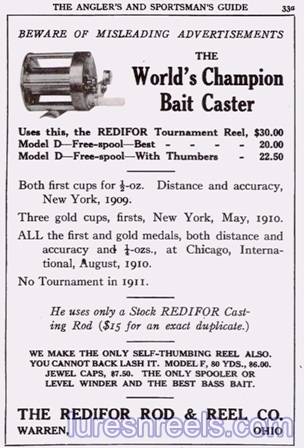 THE ANGLER'S AND SPORTSMAN'S GUIDE 33a
BEWARE OF MISLEADING ADVERTISEMENTS
THE
World's Champion
Bait Caster
Uses this, the REDIFOR Tournament Reel, $30.00
Model D—Free-spool—Best - - - - 20.00
Model D—Free-spool—With Thumbers - 22.50
Both first cups for ½-oz. Distance and accuracy,
New York, 1909.
Three gold cups, firsts, New York, May, 1910.
ALL the first and gold medals, both distance and
accuracy and ½-ozs., at Chicago, Interna-
tional, August, 1910.
No Tournament in 1911.
He uses only a Stock REDIFOR Cast-
ing Rod ($15 for an exact duplicate.)
WE MAKE THE ONLY SELF-THUMBING REEL ALSO.
YOU CANNOT BACK LASH IT. MODEL F, 80 YDS., $6.00.
JEWEL CAPS, $7.50. THE ONLY SPOOLER OR
LEVEL WINDER AND THE BEST BASS BAIT.
THE REDIFOR ROD & REEL CO.
WARREN, OHIO
luresnreels.com